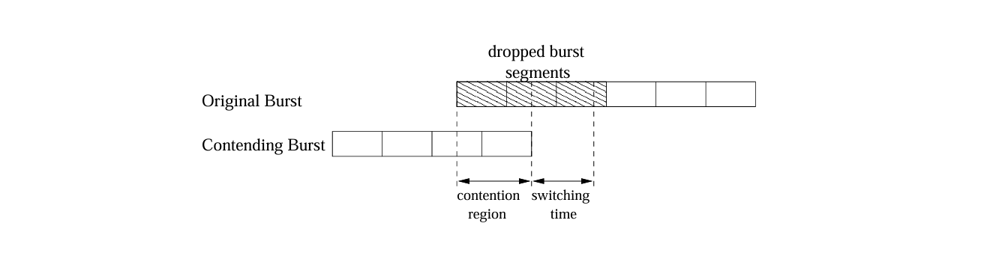 dropped burst
segments
Original Burst
Contending Burst
contention
region
switching
time